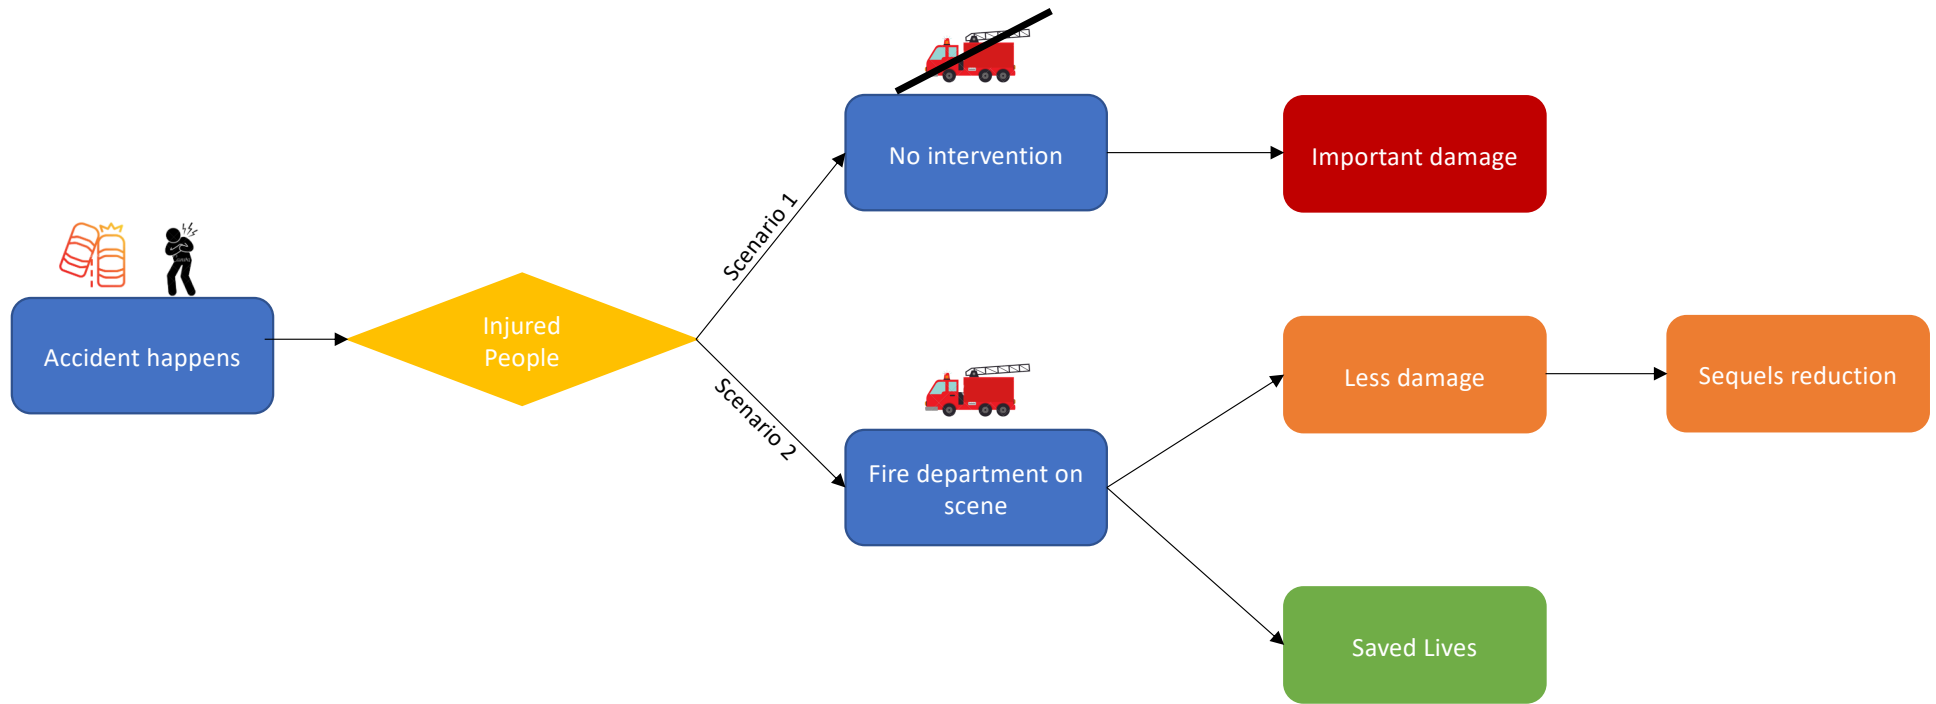 Accident happens
Injured
People
Scenario 1
No intervention
Important damage
Scenario 2
Fire department on
scene
Less damage
Sequels reduction
Saved Lives